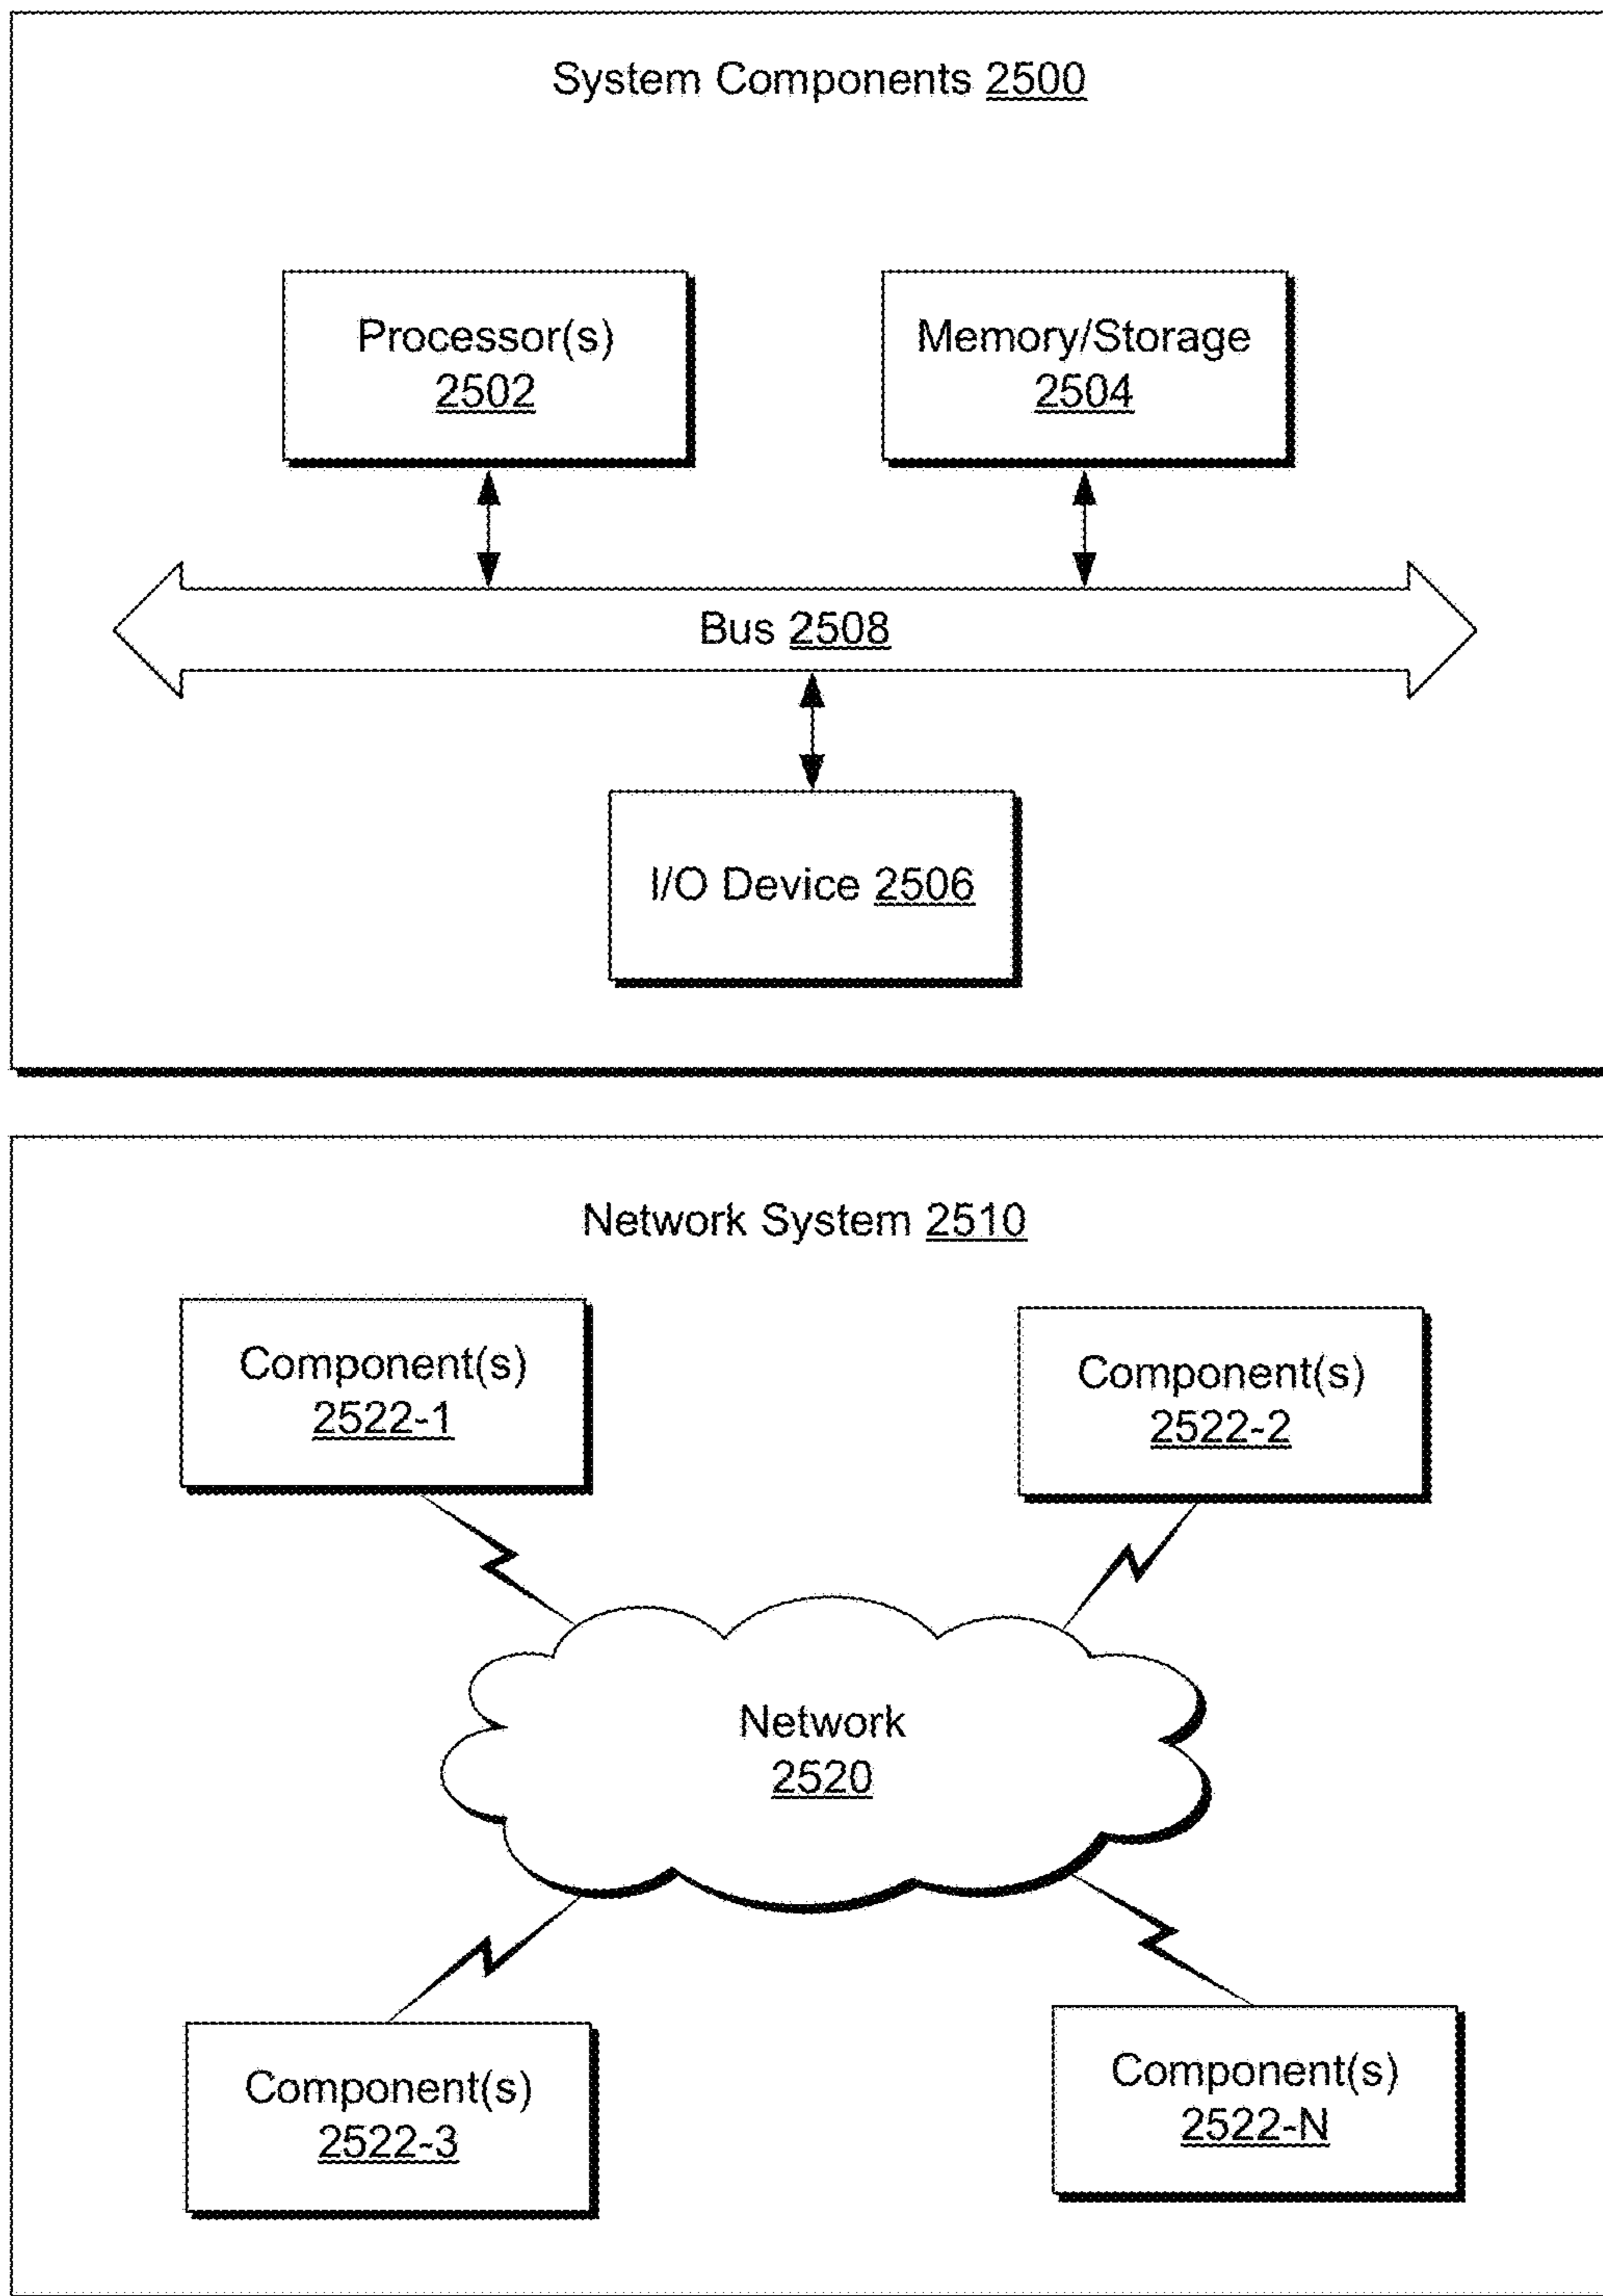 System Components 2500
Processor(s)
2502
Memory/Storage
2504
Bus 2508
I/O Device 2506
Network System 2510
Component(s)
2522-1
Component(s)
2522-2
Network
2520
Component(s)
2522-3
Component(s)
2522-N